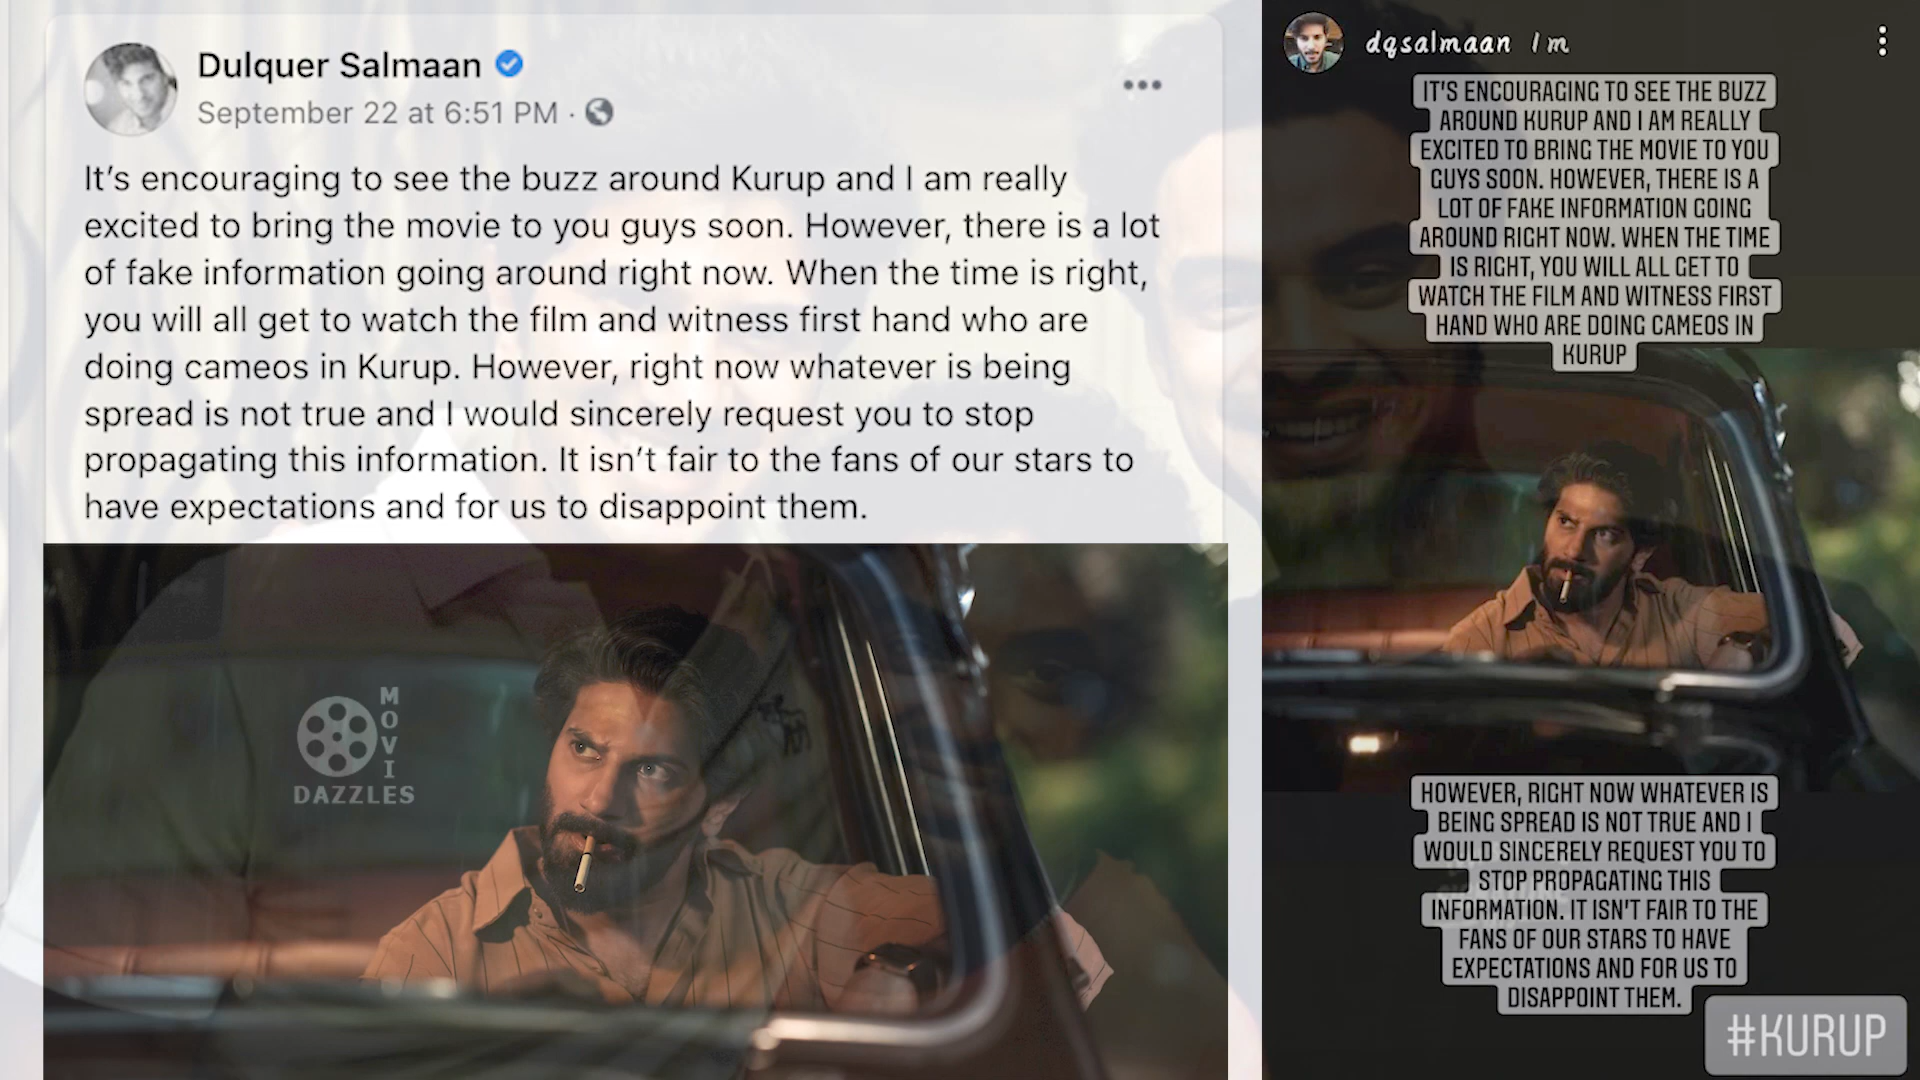 Dulquer Salmaan
September 22 at 6:51 PM ·
It's encouraging to see the buzz around Kurup and I am really
excited to bring the movie to you guys soon. However, there is a lot
of fake information going around right now. When the time is right,
you will all get to watch the film and witness first hand who are
doing cameos in Kurup. However, right now whatever is being
spread is not true and I would sincerely request you to stop
propagating this information. It isn't fair to the fans of our stars to
have expectations and for us to disappoint them.
MOVI
DAZZLES
dqsalmaan 1m
IT'S ENCOURAGING TO SEE THE BUZZ
AROUND KURUP AND I AM REALLY
EXCITED TO BRING THE MOVIE TO YOU
GUYS SOON. HOWEVER, THERE IS A
LOT OF FAKE INFORMATION GOING
AROUND RIGHT NOW. WHEN THE TIME
IS RIGHT, YOU WILL ALL GET TO
WATCH THE FILM AND WITNESS FIRST
HAND WHO ARE DOING CAMEOS IN
KURUP
HOWEVER, RIGHT NOW WHATEVER IS
BEING SPREAD IS NOT TRUE AND I
WOULD SINCERELY REQUEST YOU TO
STOP PROPAGATING THIS
INFORMATION. IT ISN'T FAIR TO THE
FANS OF OUR STARS TO HAVE
EXPECTATIONS AND FOR US TO
DISAPPOINT THEM.
#KURUP